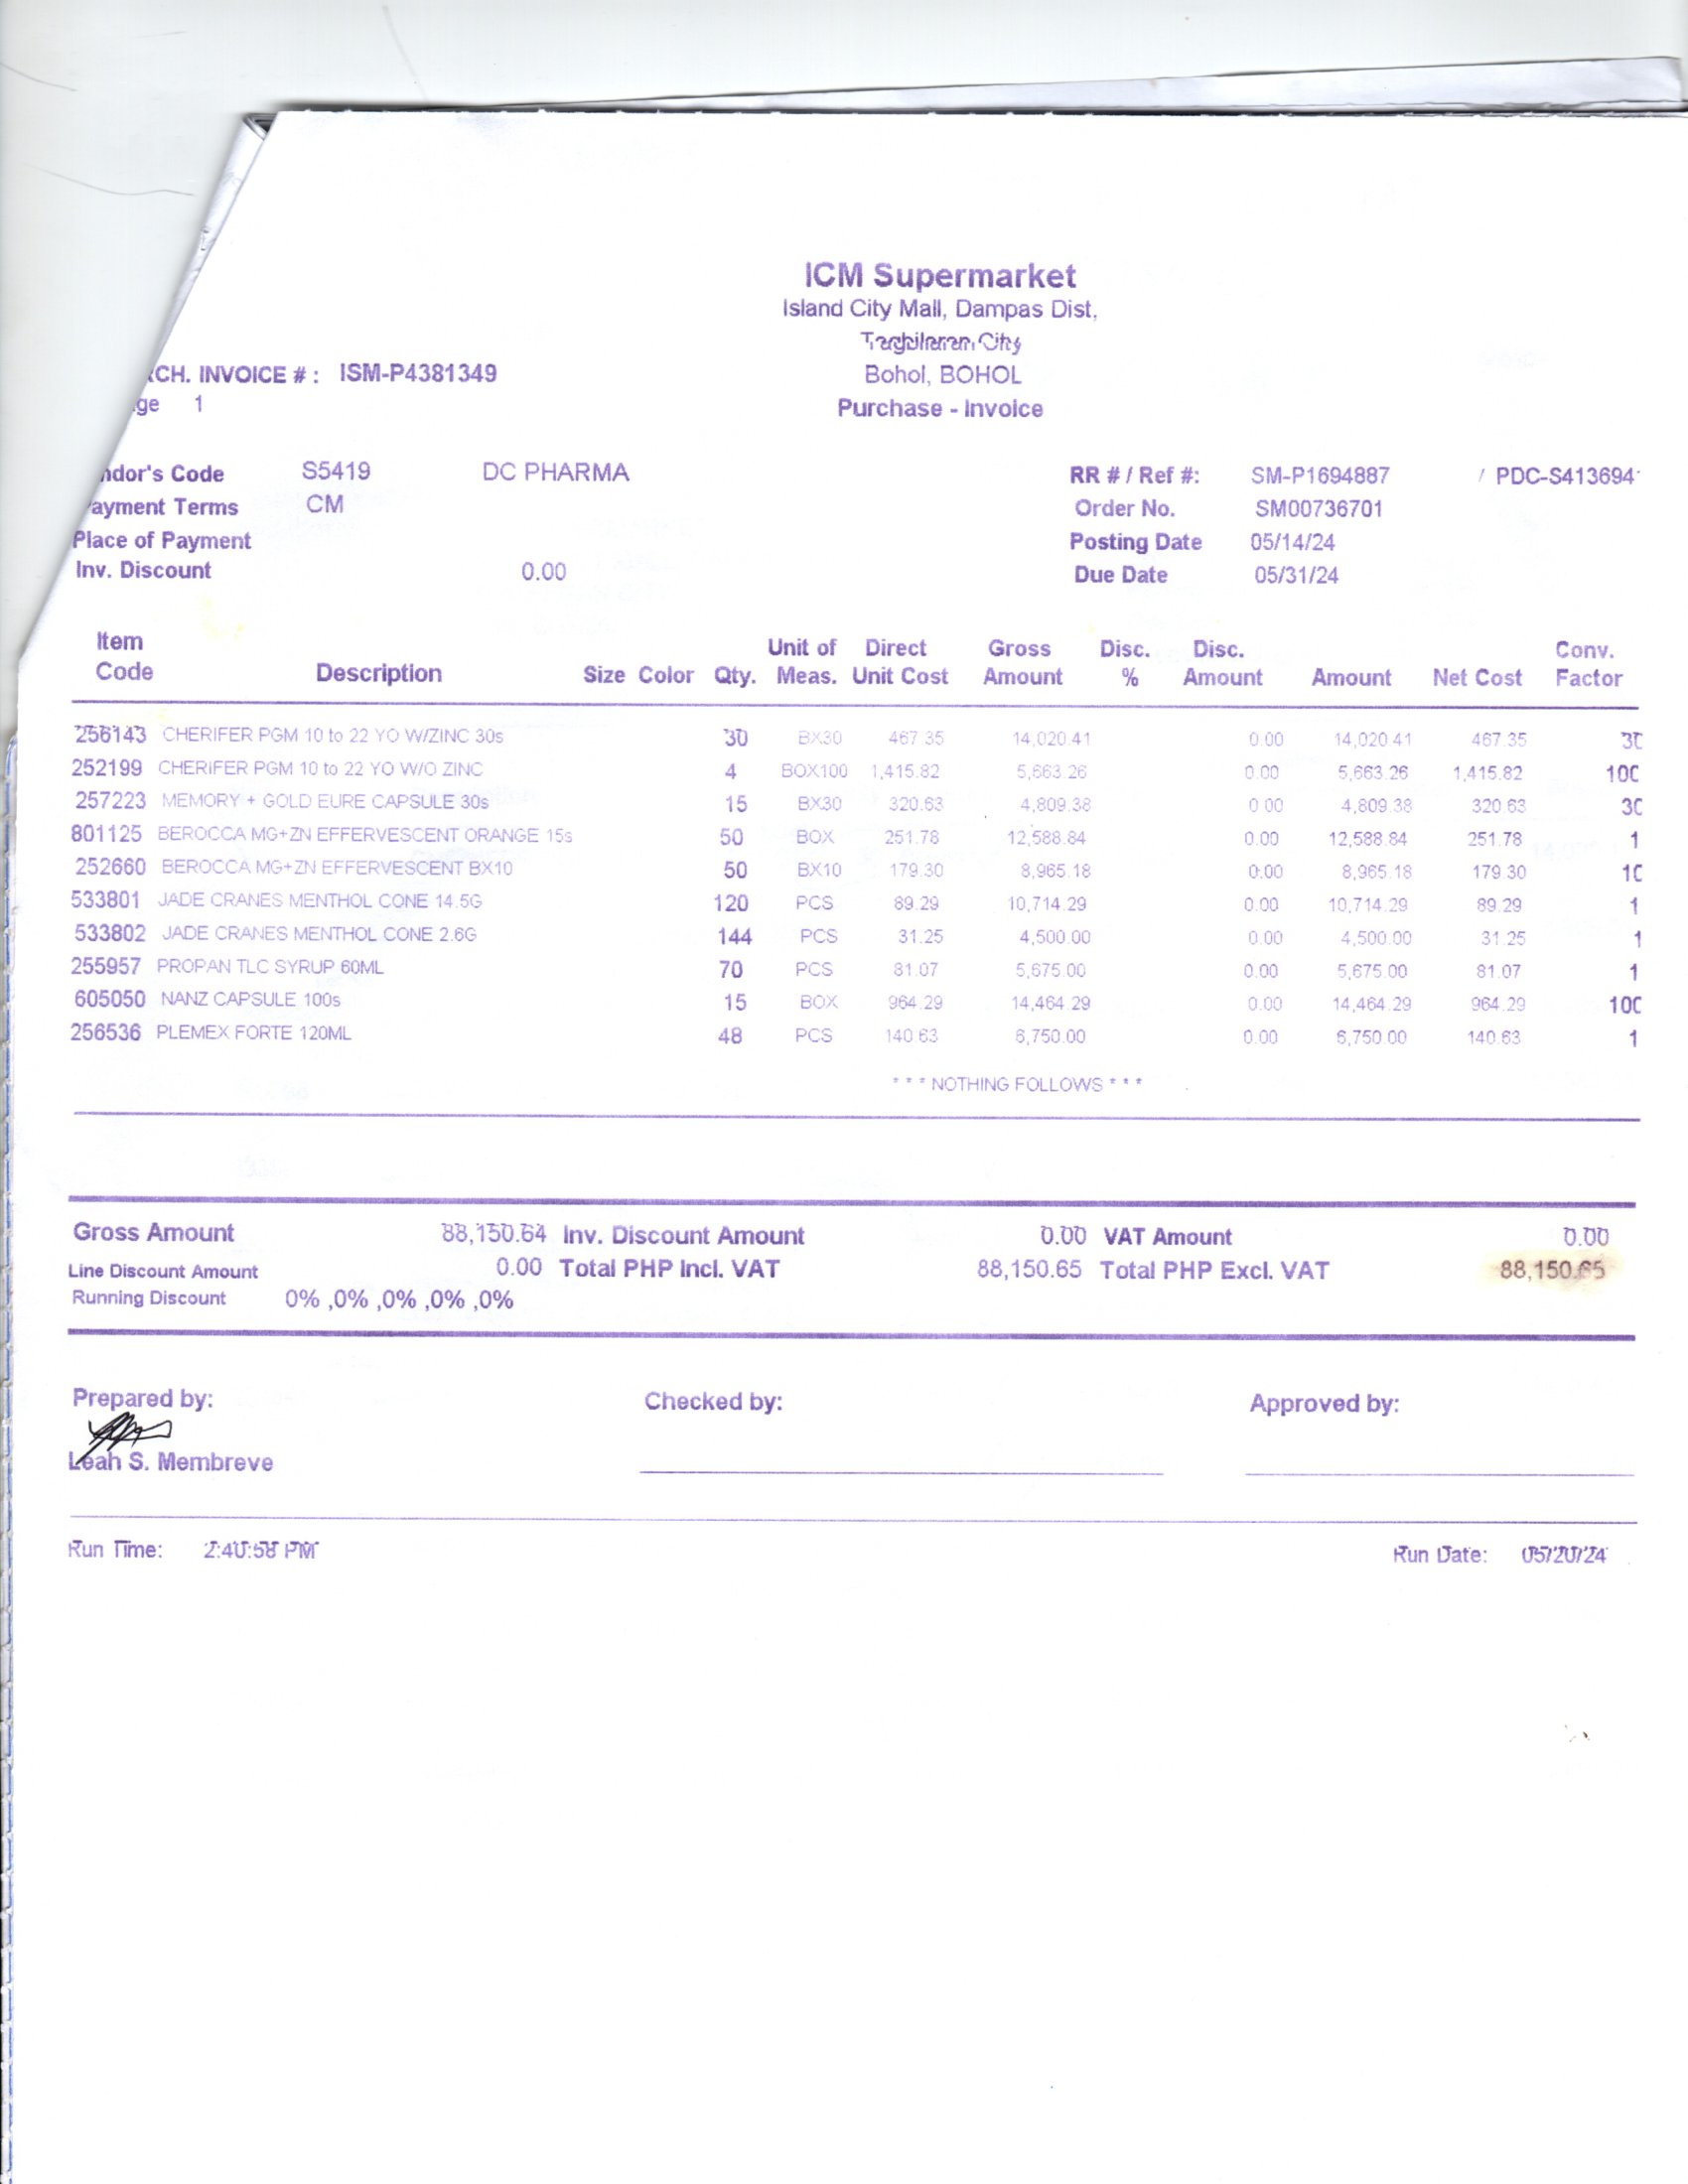 ICM Supermarket
Island City Mall, Dampas Dist,
Tagbilaran City
CH. INVOICE # : ISM-P4381349 Bohol, BOHOL
ge 1 Purchase - Invoice
ndor's Code S5419 DC PHARMA RR # / Ref #: SM-P1694887 / PDC-S413694
ayment Terms CM Order No. SM00736701
Place of Payment Posting Date 05/14/24
Inv. Discount 0.00 Due Date 05/31/24
Item Unit of Direct Gross Disc. Disc. Conv.
Code Description Size Color Qty. Meas. Unit Cost Amount % Amount Amount Net Cost Factor
256143 CHERIFER PGM 10 to 22 YO W/ZINC 30s 30 BX30 467.35 14,020.41 0.00 14,020.41 467.35 30
252199 CHERIFER PGM 10 to 22 YO W/O ZINC 4 BOX100 1,415.82 5,663.26 0.00 5,663.26 1,415.82 100
257223 MEMORY + GOLD EURE CAPSULE 30s 15 BX30 320.63 4,809.38 0.00 4,809.38 320.63 30
801125 BEROCCA MG+ZN EFFERVESCENT ORANGE 15s 50 BOX 251.78 12,588.84 0.00 12,588.84 251.78 1
252660 BEROCCA MG+ZN EFFERVESCENT BX10 50 BX10 179.30 8,965.18 0.00 8,965.18 179.30 10
533801 JADE CRANES MENTHOL CONE 14.5G 120 PCS 89.29 10,714.29 0.00 10,714.29 89.29 1
533802 JADE CRANES MENTHOL CONE 2.6G 144 PCS 31.25 4,500.00 0.00 4,500.00 31.25 1
255957 PROPAN TLC SYRUP 60ML 70 PCS 81.07 5,675.00 0.00 5,675.00 81.07 1
605050 NANZ CAPSULE 100s 15 BOX 964.29 14,464.29 0.00 14,464.29 964.29 100
256536 PLEMEX FORTE 120ML 48 PCS 140.63 6,750.00 0.00 6,750.00 140.63 1
* * * NOTHING FOLLOWS * * *
Gross Amount 88,150.64 Inv. Discount Amount 0.00 VAT Amount 0.00
Line Discount Amount 0.00 Total PHP Incl. VAT 88,150.65 Total PHP Excl. VAT 88,150.65
Running Discount 0% ,0% ,0% ,0% ,0%
Prepared by: Checked by: Approved by:
Leah S. Membreve
Run Time: 2:40:58 PM Run Date: 05/20/24